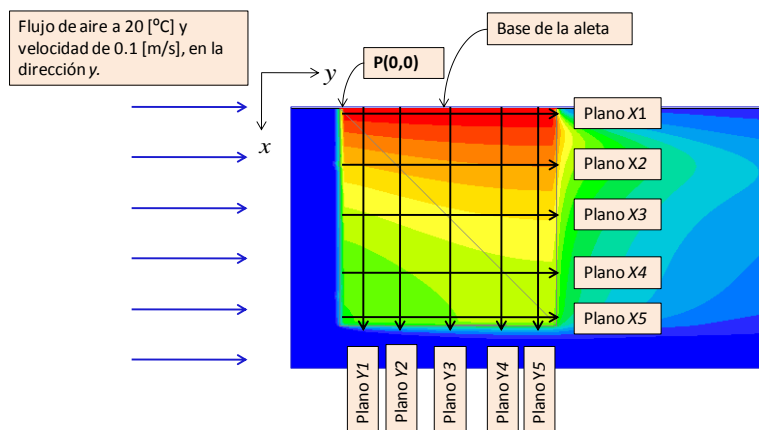 Flujo de aire a 20 [ºC] y
velocidad de 0.1 [m/s], en la
dirección y.
P(0,0)
Base de la aleta
y
x
Plano X1
Plano X2
Plano X3
Plano X4
Plano X5
Plano Y1
Plano Y2
Plano Y3
Plano Y4
Plano Y5